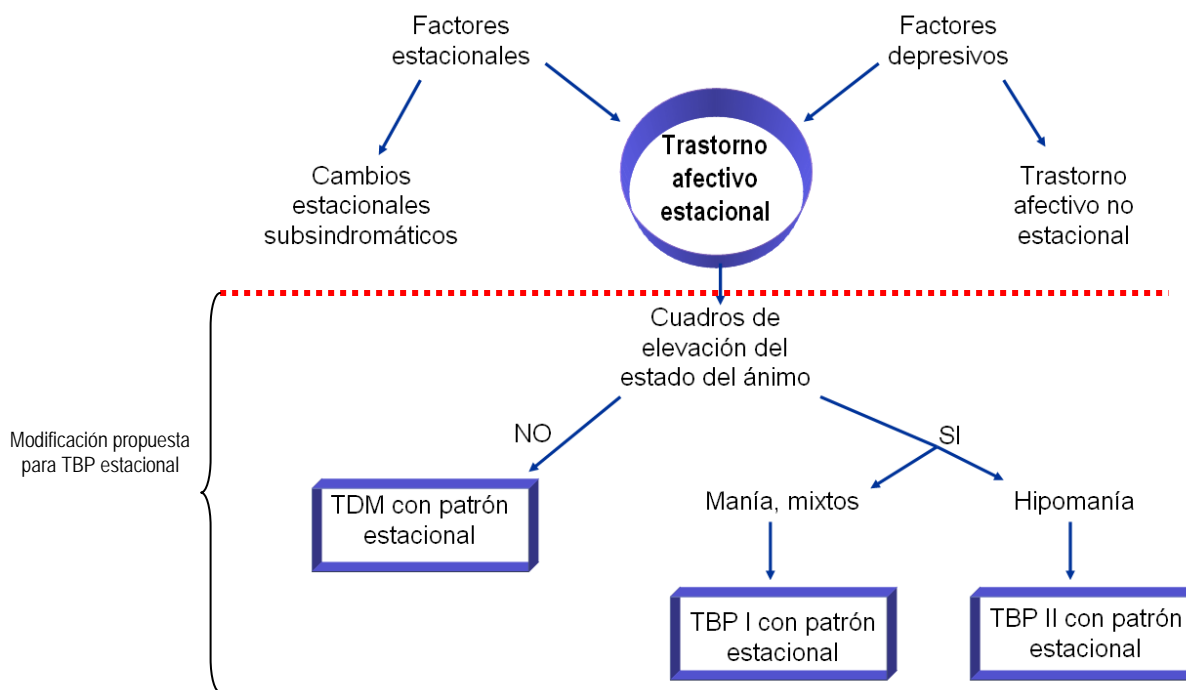 Factores
estacionales
Factores
depresivos
Trastorno
afectivo
estacional
Cambios
estacionales
subsindromáticos
Trastorno
afectivo no
estacional
Cuadros de
elevación del
estado del ánimo
NO
SI
Modificación propuesta
para TBP estacional
TDM con patrón
estacional
Manía, mixtos
Hipomanía
TBP I con patrón
estacional
TBP II con patrón
estacional